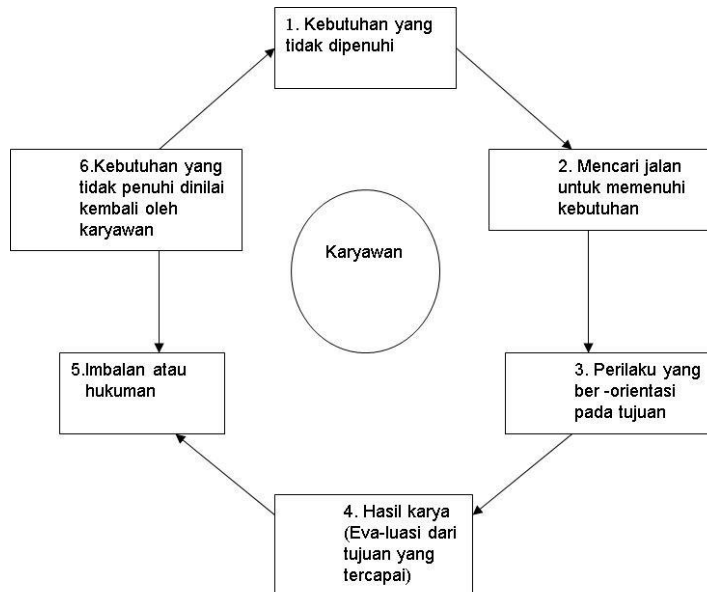 1. Kebutuhan yang
tidak dipenuhi
2. Mencari jalan
untuk memenuhi
kebutuhan
3. Perilaku yang
ber -orientasi
pada tujuan
4. Hasil karya
(Eva-luasi dari
tujuan yang
tercapai)
5.Imbalan atau
hukuman
6.Kebutuhan yang
tidak penuhi dinilai
kembali oleh
karyawan
Karyawan